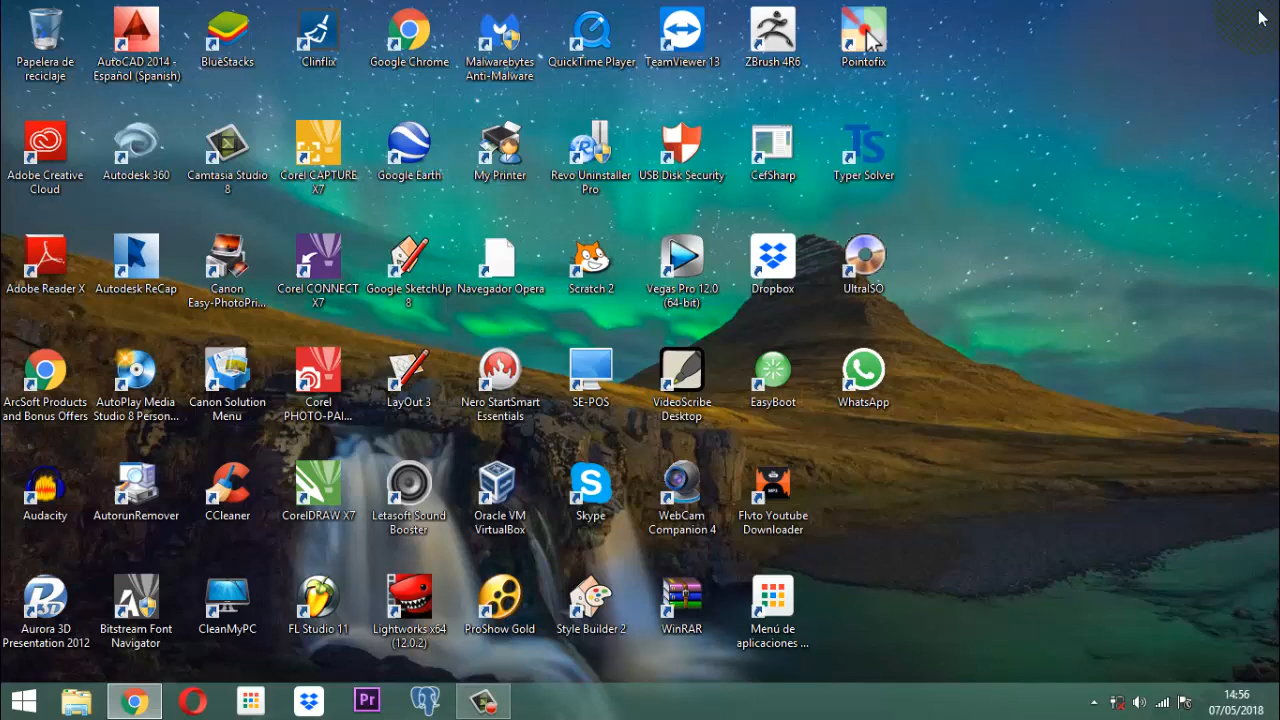 Papelera de
reciclaje
AutoCAD 2014 -
Español (Spanish)
BlueStacks
Clinflix
Google Chrome
Malwarebytes
Anti-Malware
QuickTime Player
TeamViewer 13
ZBrush 4R6
Pointofix
Adobe Creative
Cloud
Autodesk 360
Camtasia Studio
8
Corel CAPTURE
X7
Google Earth
My Printer
Revo Uninstaller
Pro
USB Disk Security
CefSharp
TS
Typer Solver
Adobe Reader X
Autodesk ReCap
Canon
Easy-PhotoPri...
Corel CONNECT
X7
Google SketchUp
8
Navegador Opera
Scratch 2
Vegas Pro 12.0
(64-bit)
Dropbox
UltraISO
ArcSoft Products
and Bonus Offers
AutoPlay Media
Studio 8 Person...
Canon Solution
Menu
Corel
PHOTO-PAI...
LayOut 3
Nero StartSmart
Essentials
SE-POS
VideoScribe
Desktop
EasyBoot
WhatsApp
Audacity
AutorunRemover
CCleaner
CorelDRAW X7
Letasoft Sound
Booster
Oracle VM
VirtualBox
Skype
WebCam
Companion 4
Flvto Youtube
Downloader
Aurora 3D
Presentation 2012
Bitstream Font
Navigator
CleanMyPC
FL Studio 11
Lightworks x64
(12.0.2)
ProShow Gold
Style Builder 2
WinRAR
Menú de
aplicaciones ...
Pr
14:56
07/05/2018